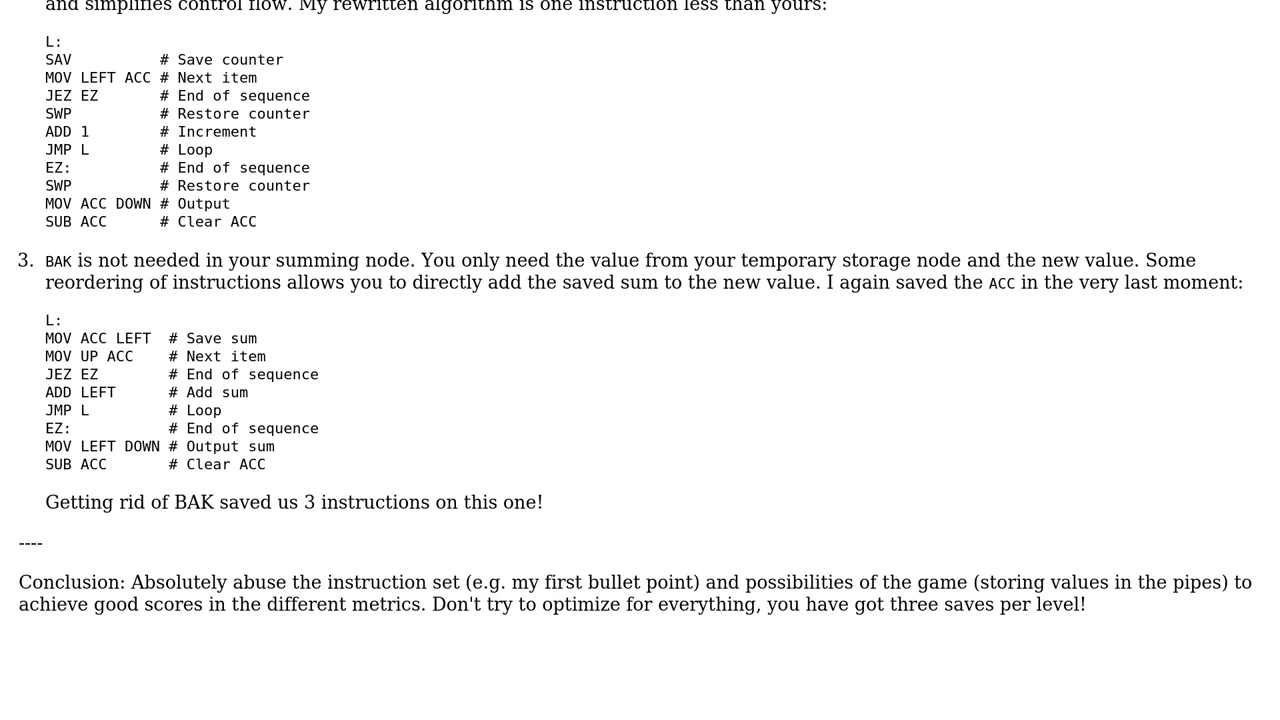 and simplifies control flow. My rewritten algorithm is one instruction less than yours:
L:
SAV          # Save counter
MOV LEFT ACC # Next item
JEZ EZ       # End of sequence
SWP          # Restore counter
ADD 1        # Increment
JMP L        # Loop
EZ:          # End of sequence
SWP          # Restore counter
MOV ACC DOWN # Output
SUB ACC      # Clear ACC
3. BAK is not needed in your summing node. You only need the value from your temporary storage node and the new value. Some
reordering of instructions allows you to directly add the saved sum to the new value. I again saved the ACC in the very last moment:
L:
MOV ACC LEFT  # Save sum
MOV UP ACC    # Next item
JEZ EZ        # End of sequence
ADD LEFT      # Add sum
JMP L         # Loop
EZ:           # End of sequence
MOV LEFT DOWN # Output sum
SUB ACC       # Clear ACC
Getting rid of BAK saved us 3 instructions on this one!
----
Conclusion: Absolutely abuse the instruction set (e.g. my first bullet point) and possibilities of the game (storing values in the pipes) to
achieve good scores in the different metrics. Don't try to optimize for everything, you have got three saves per level!